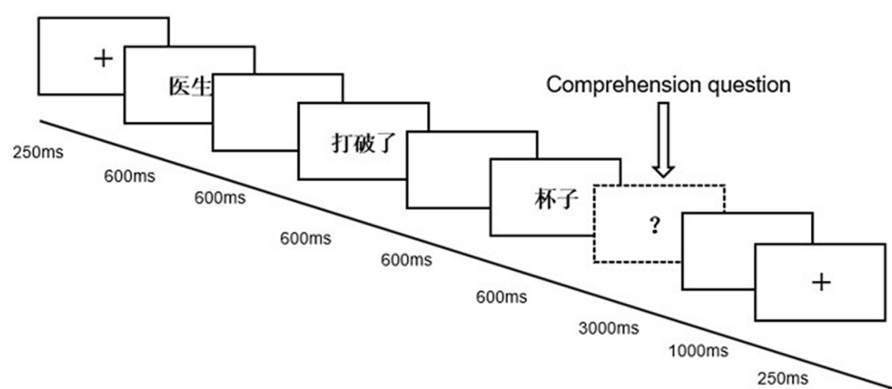 +
医生
打破了
Comprehension question
杯子
?
+
250ms
600ms
600ms
600ms
600ms
600ms
3000ms
1000ms
250ms